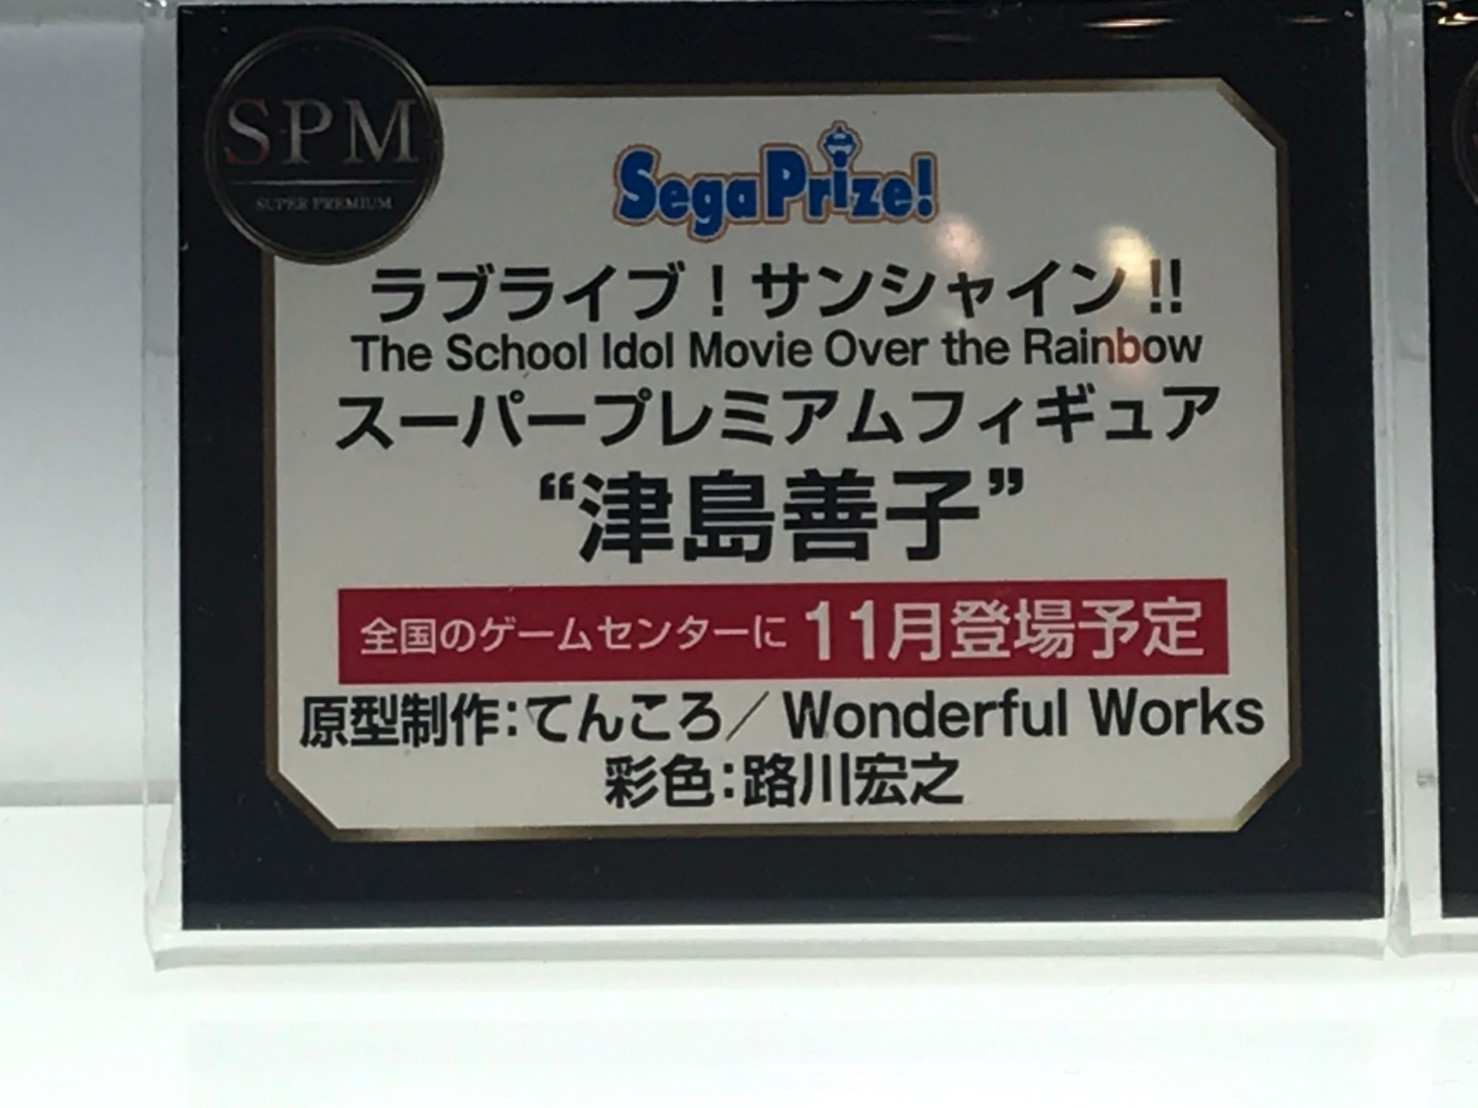 SPM
SUPER PREMIUM
Sega Prize!
ラブライブ！サンシャイン!!
The School Idol Movie Over the Rainbow
スーパープレミアムフィギュア
“津島善子”
全国のゲームセンターに 11月登場予定
原型制作：てんころ／Wonderful Works
彩色：路川宏之